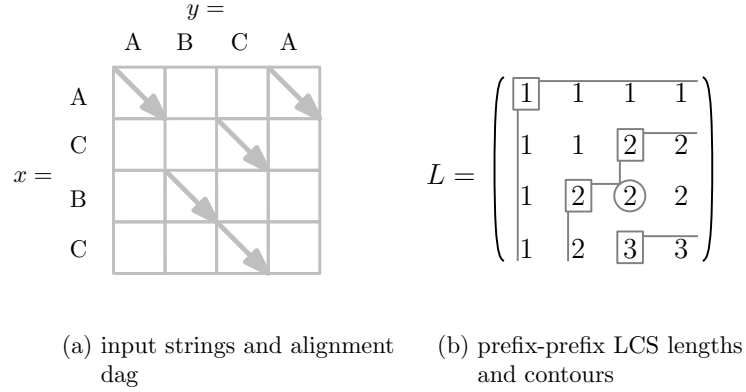 y =
A B C A
A
C
x =
B
C
1 1 1 1
1 1 2 2
L =
1 2 2 2
1 2 3 3
(a) input strings and alignment
dag
(b) prefix-prefix LCS lengths
and contours